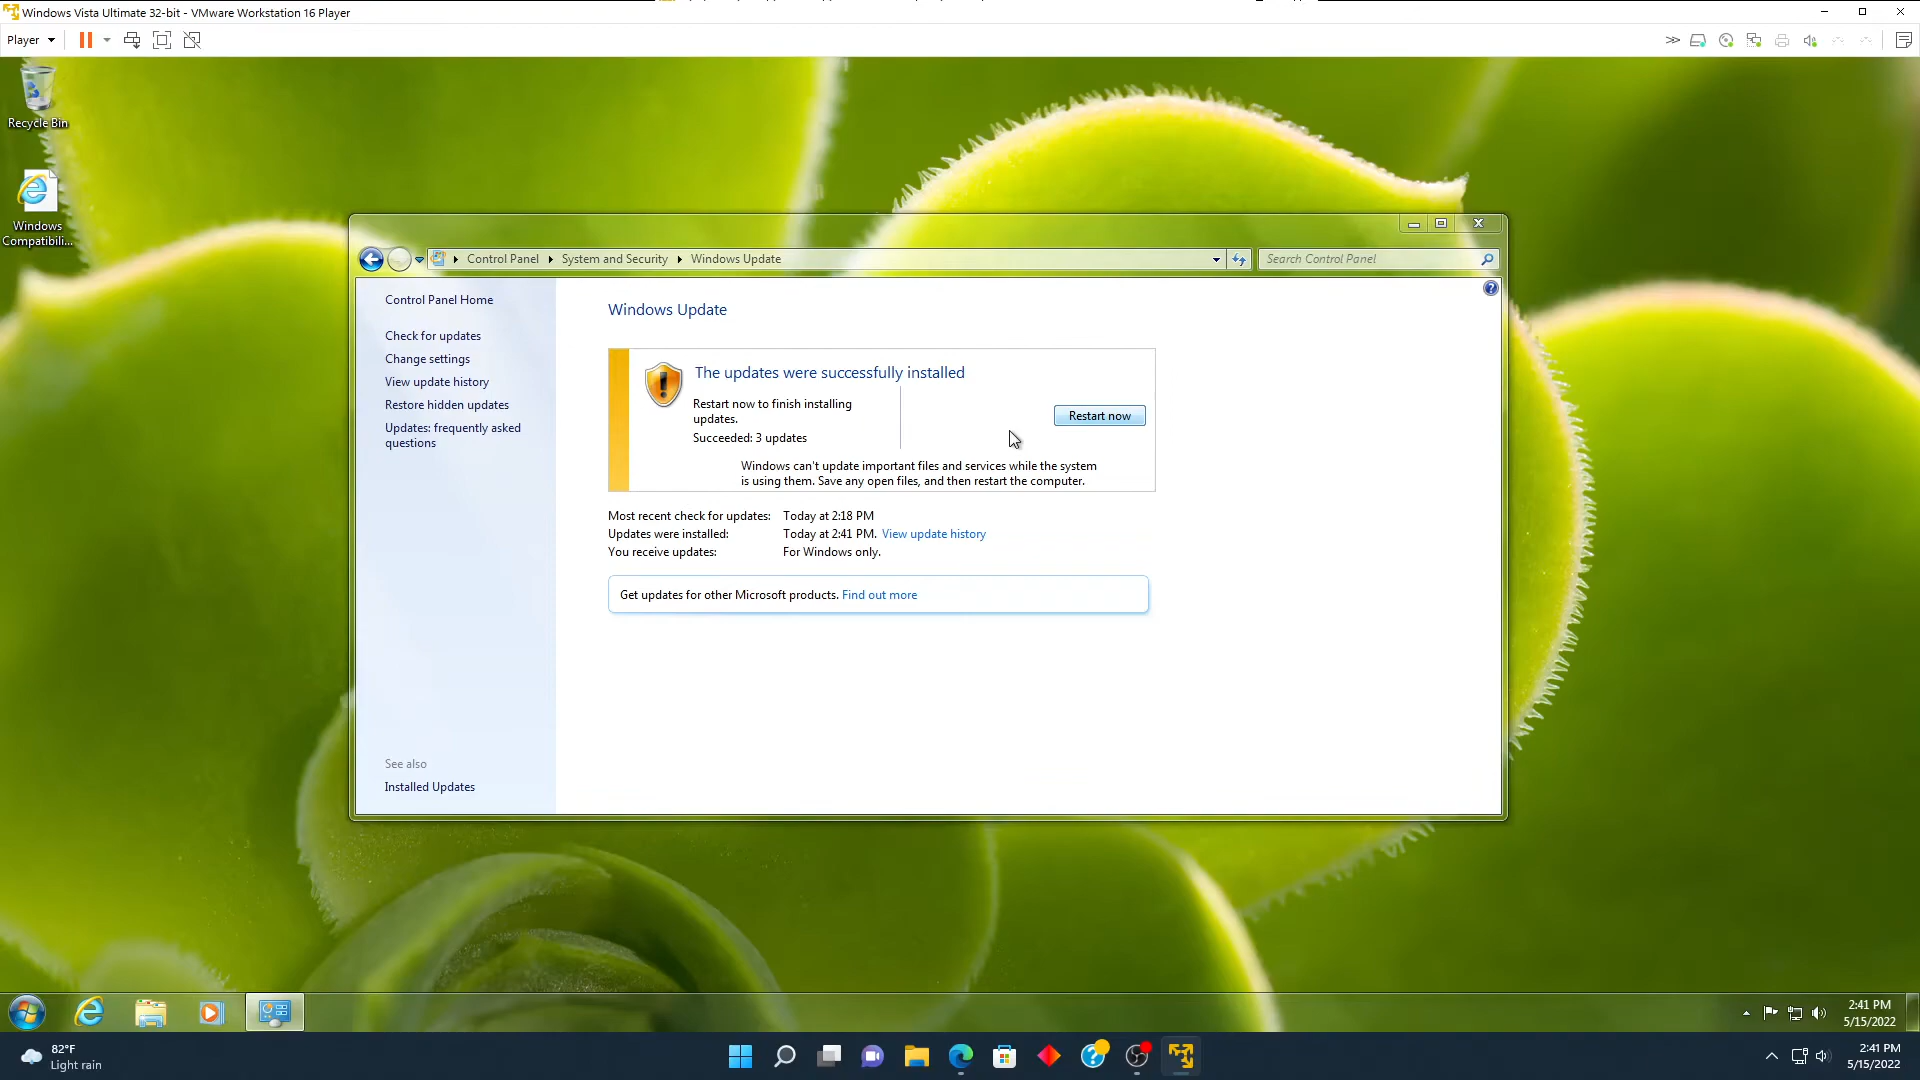 Windows Vista Ultimate 32-bit - VMware Workstation 16 Player
Player
Recycle Bin
Windows
Compatibili...
Control Panel
System and Security
Windows Update
Search Control Panel
Control Panel Home
Check for updates
Change settings
View update history
Restore hidden updates
Updates: frequently asked
questions
See also
Installed Updates
Windows Update
The updates were successfully installed
Restart now to finish installing
updates.
Succeeded: 3 updates
Restart now
Windows can't update important files and services while the system
is using them. Save any open files, and then restart the computer.
Most recent check for updates: Today at 2:18 PM
Updates were installed: Today at 2:41 PM. View update history
You receive updates: For Windows only.
Get updates for other Microsoft products. Find out more
2:41 PM
5/15/2022
82°F
Light rain
2:41 PM
5/15/2022